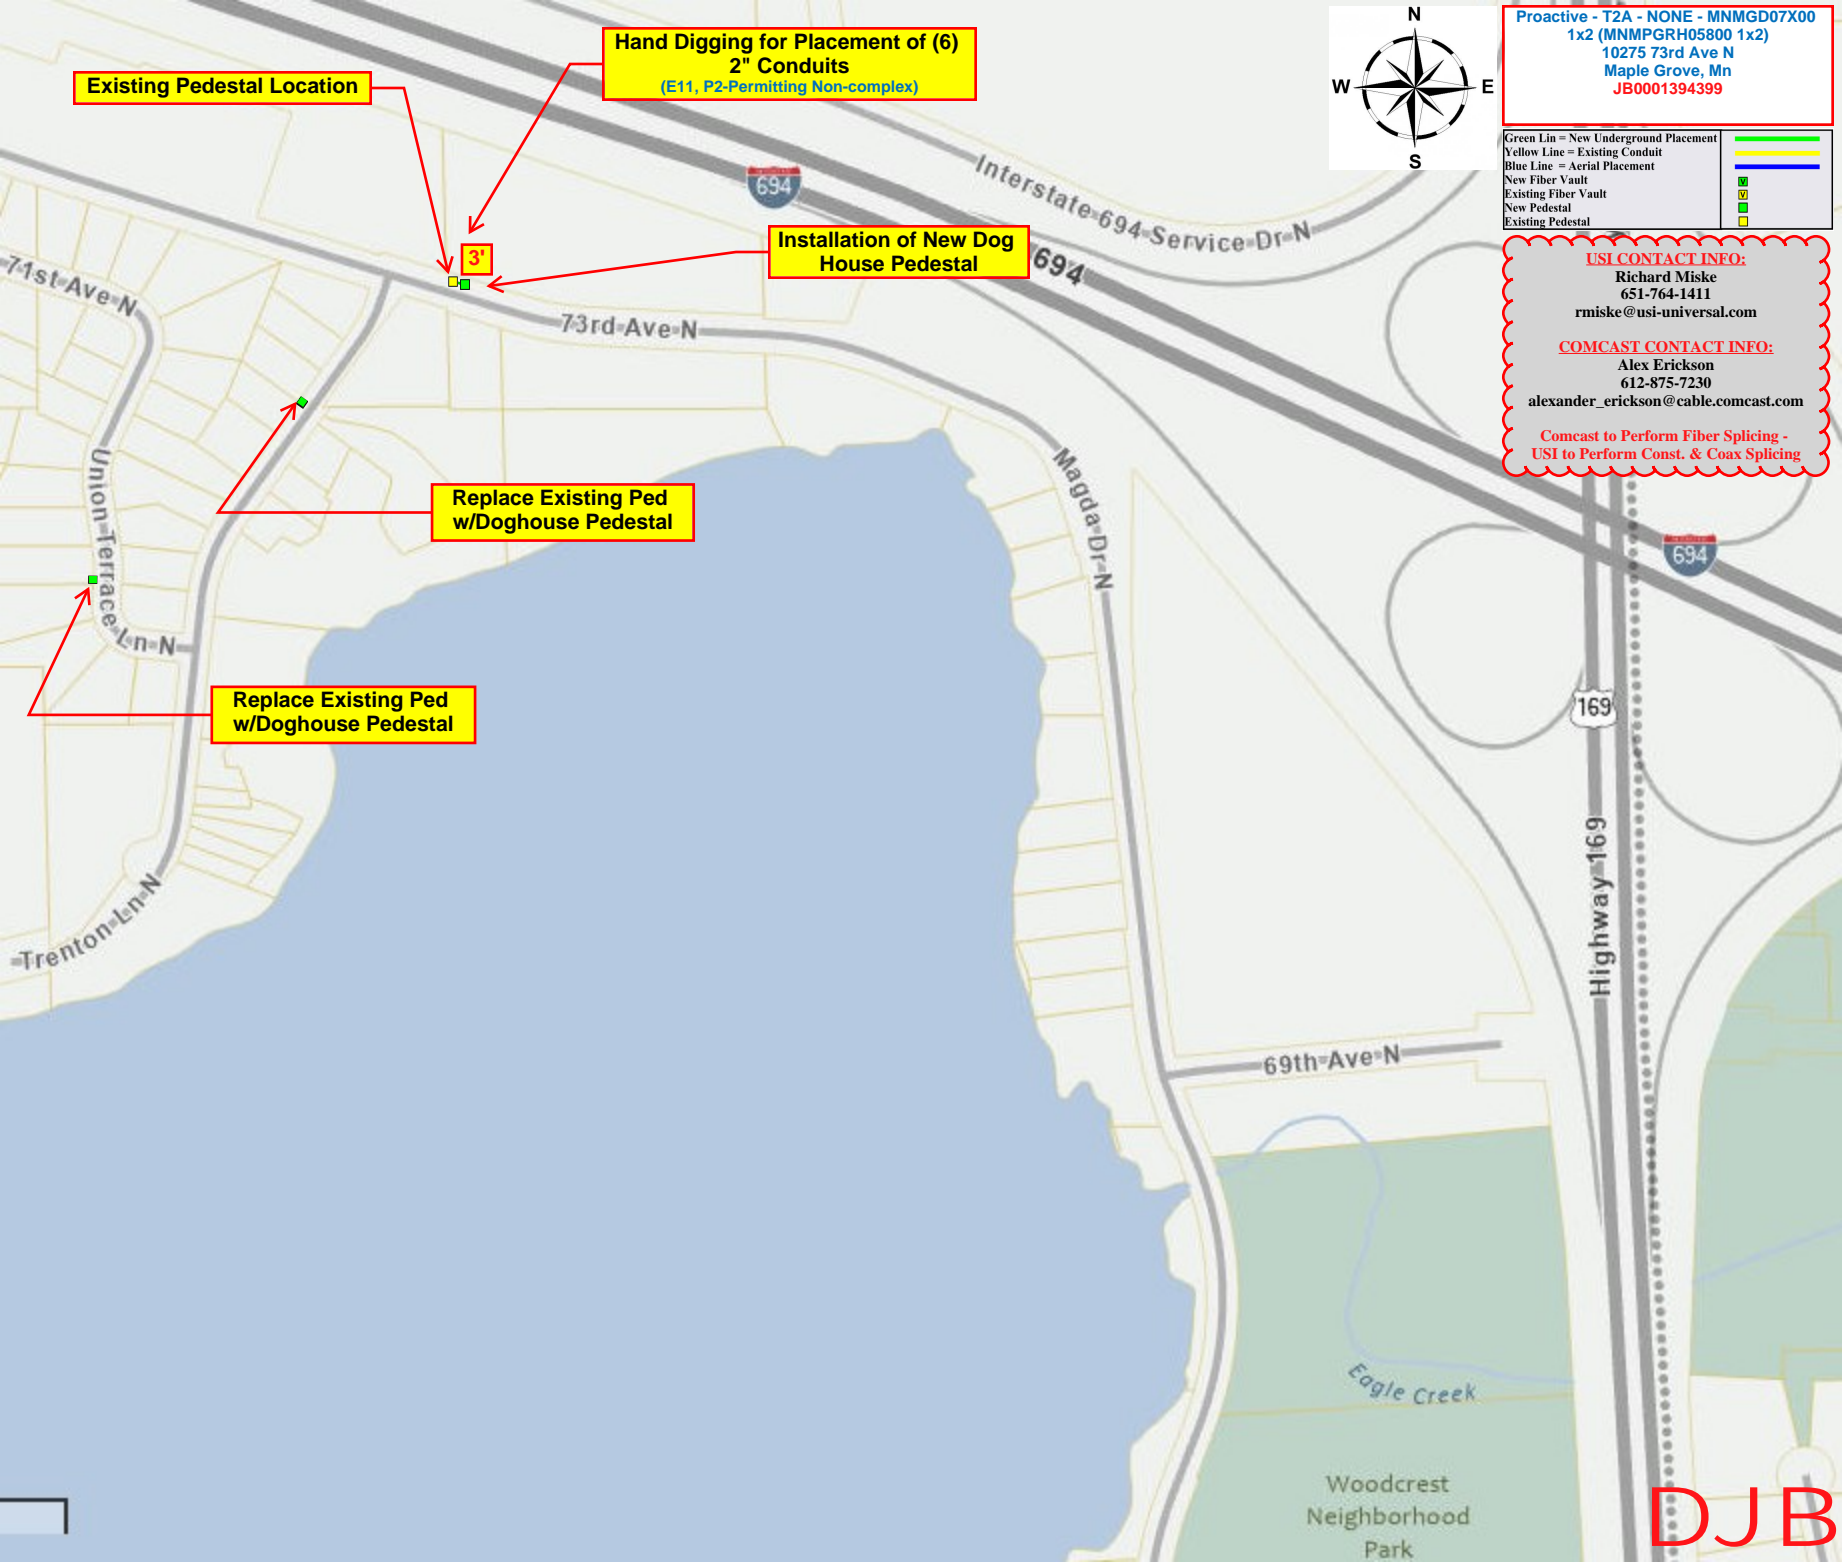 N
W
E
S
Proactive - T2A - NONE - MNMGD07X00
1x2 (MNMPGRH05800 1x2)
10275 73rd Ave N
Maple Grove, Mn
JB0001394399
Green Lin = New Underground Placement
Yellow Line = Existing Conduit
Blue Line = Aerial Placement
New Fiber Vault
V
Existing Fiber Vault
V
New Pedestal
Existing Pedestal
USI CONTACT INFO:
Richard Miske
651-764-1411
rmiske@usi-universal.com
COMCAST CONTACT INFO:
Alex Erickson
612-875-7230
alexander_erickson@cable.comcast.com
Comcast to Perform Fiber Splicing -
USI to Perform Const. & Coax Splicing
Hand Digging for Placement of (6)
2" Conduits
(E11, P2-Permitting Non-complex)
Existing Pedestal Location
3'
Installation of New Dog
House Pedestal
694
Interstate 694 Service Dr N
694
71st Ave N
73rd Ave N
Union Terrace Ln N
Replace Existing Ped
w/Doghouse Pedestal
Magda Dr N
694
Replace Existing Ped
w/Doghouse Pedestal
169
Highway 169
Trenton Ln N
69th Ave N
Eagle Creek
Woodcrest
Neighborhood
Park
DJB